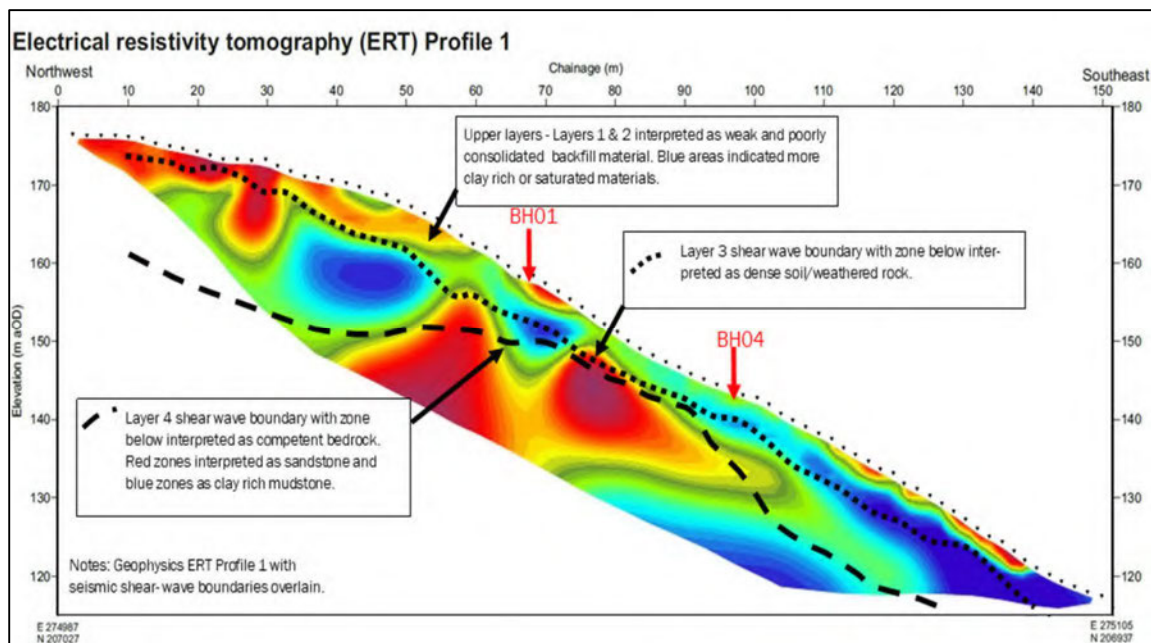 Electrical resistivity tomography (ERT) Profile 1
Northwest
Chainage (m)
Southeast
0 10 20 30 40 50 60 70 80 90 100 110 120 130 140 150
180 180
170 170
160 160
150 150
140 140
130 130
120 120
Elevation (m aOD)
Upper layers - Layers 1 & 2 interpreted as weak and poorly
consolidated backfill material. Blue areas indicated more
clay rich or saturated materials.
BH01
Layer 3 shear wave boundary with zone below inter-
preted as dense soil/weathered rock.
BH04
Layer 4 shear wave boundary with zone
below interpreted as competent bedrock.
Red zones interpreted as sandstone and
blue zones as clay rich mudstone.
Notes: Geophysics ERT Profile 1 with
seismic shear-wave boundaries overlain.
E 274987
N 207027
E 275105
N 206937